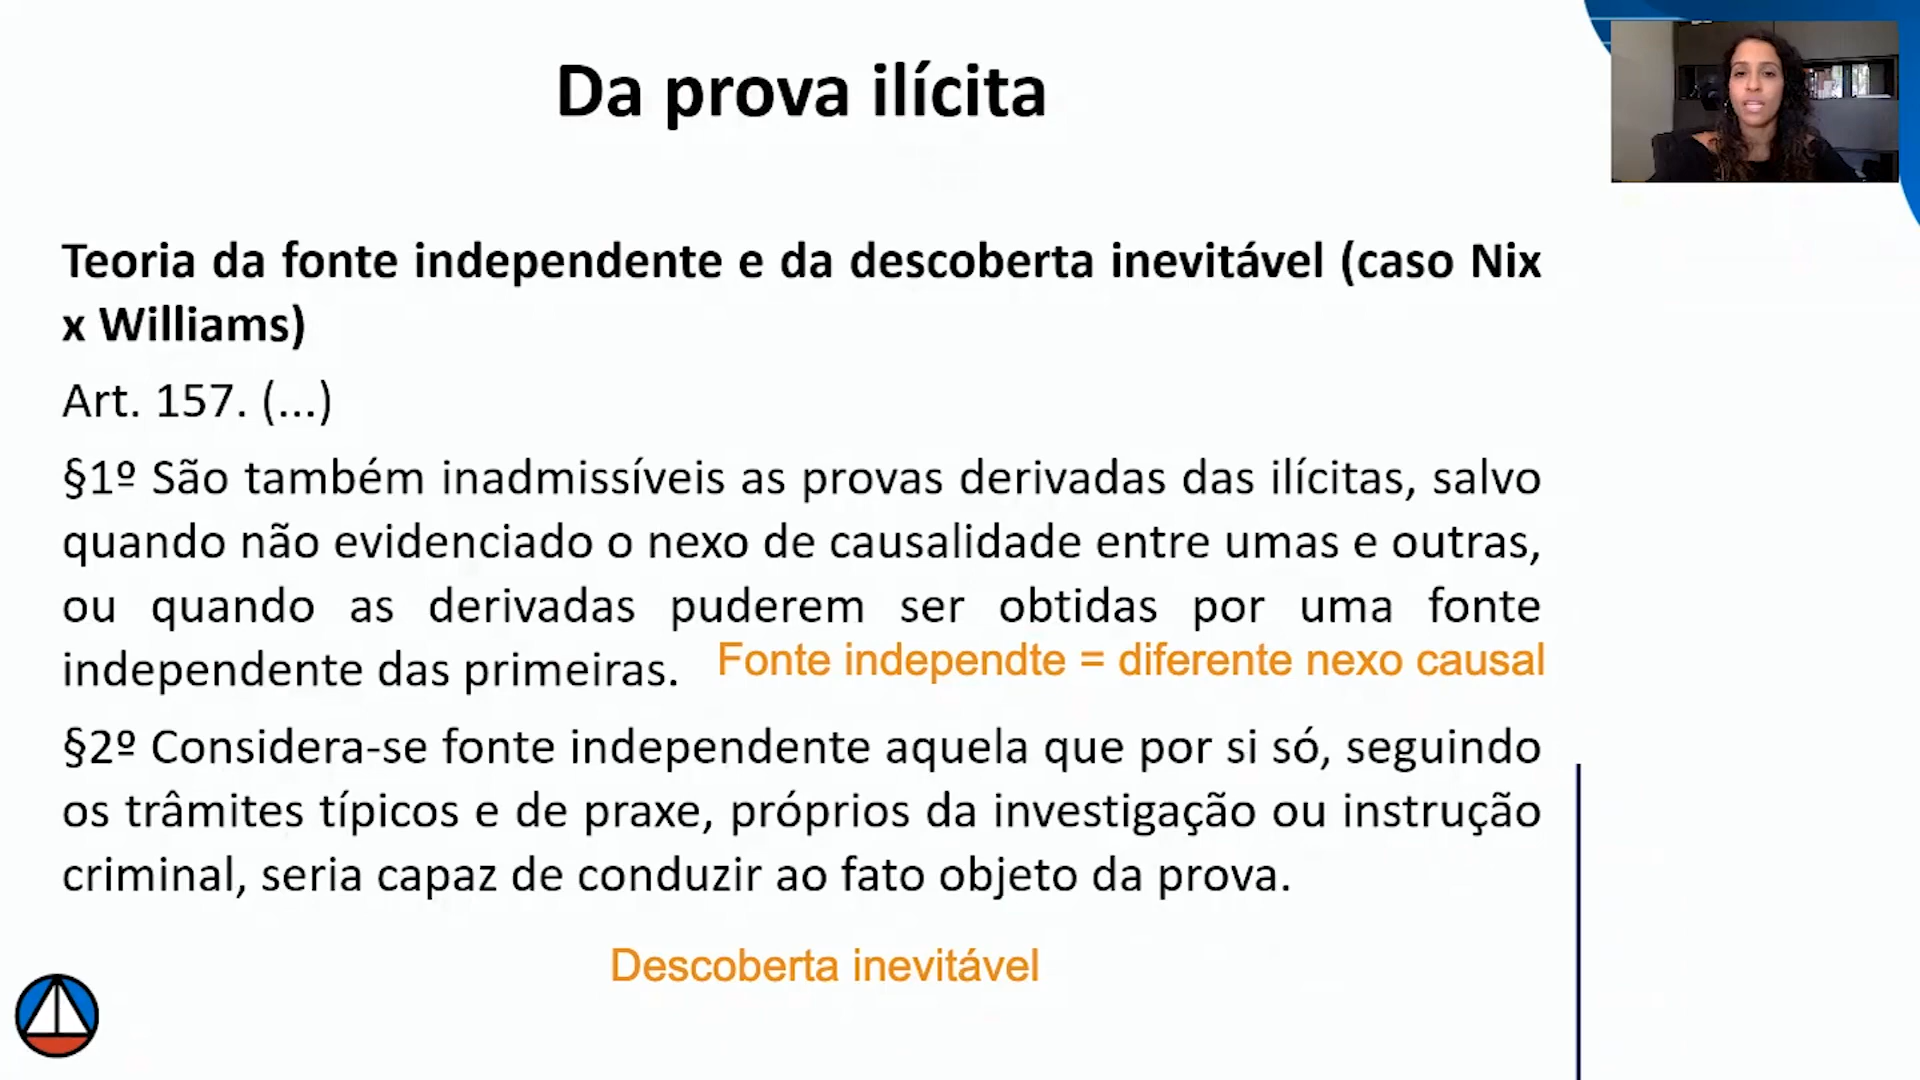 Da prova ilícita
Teoria da fonte independente e da descoberta inevitável (caso Nix
x Williams)
Art. 157. (...)
§1º São também inadmissíveis as provas derivadas das ilícitas, salvo
quando não evidenciado o nexo de causalidade entre umas e outras,
ou quando as derivadas puderem ser obtidas por uma fonte
independente das primeiras.
Fonte independte = diferente nexo causal
§2º Considera-se fonte independente aquela que por si só, seguindo
os trâmites típicos e de praxe, próprios da investigação ou instrução
criminal, seria capaz de conduzir ao fato objeto da prova.
Descoberta inevitável